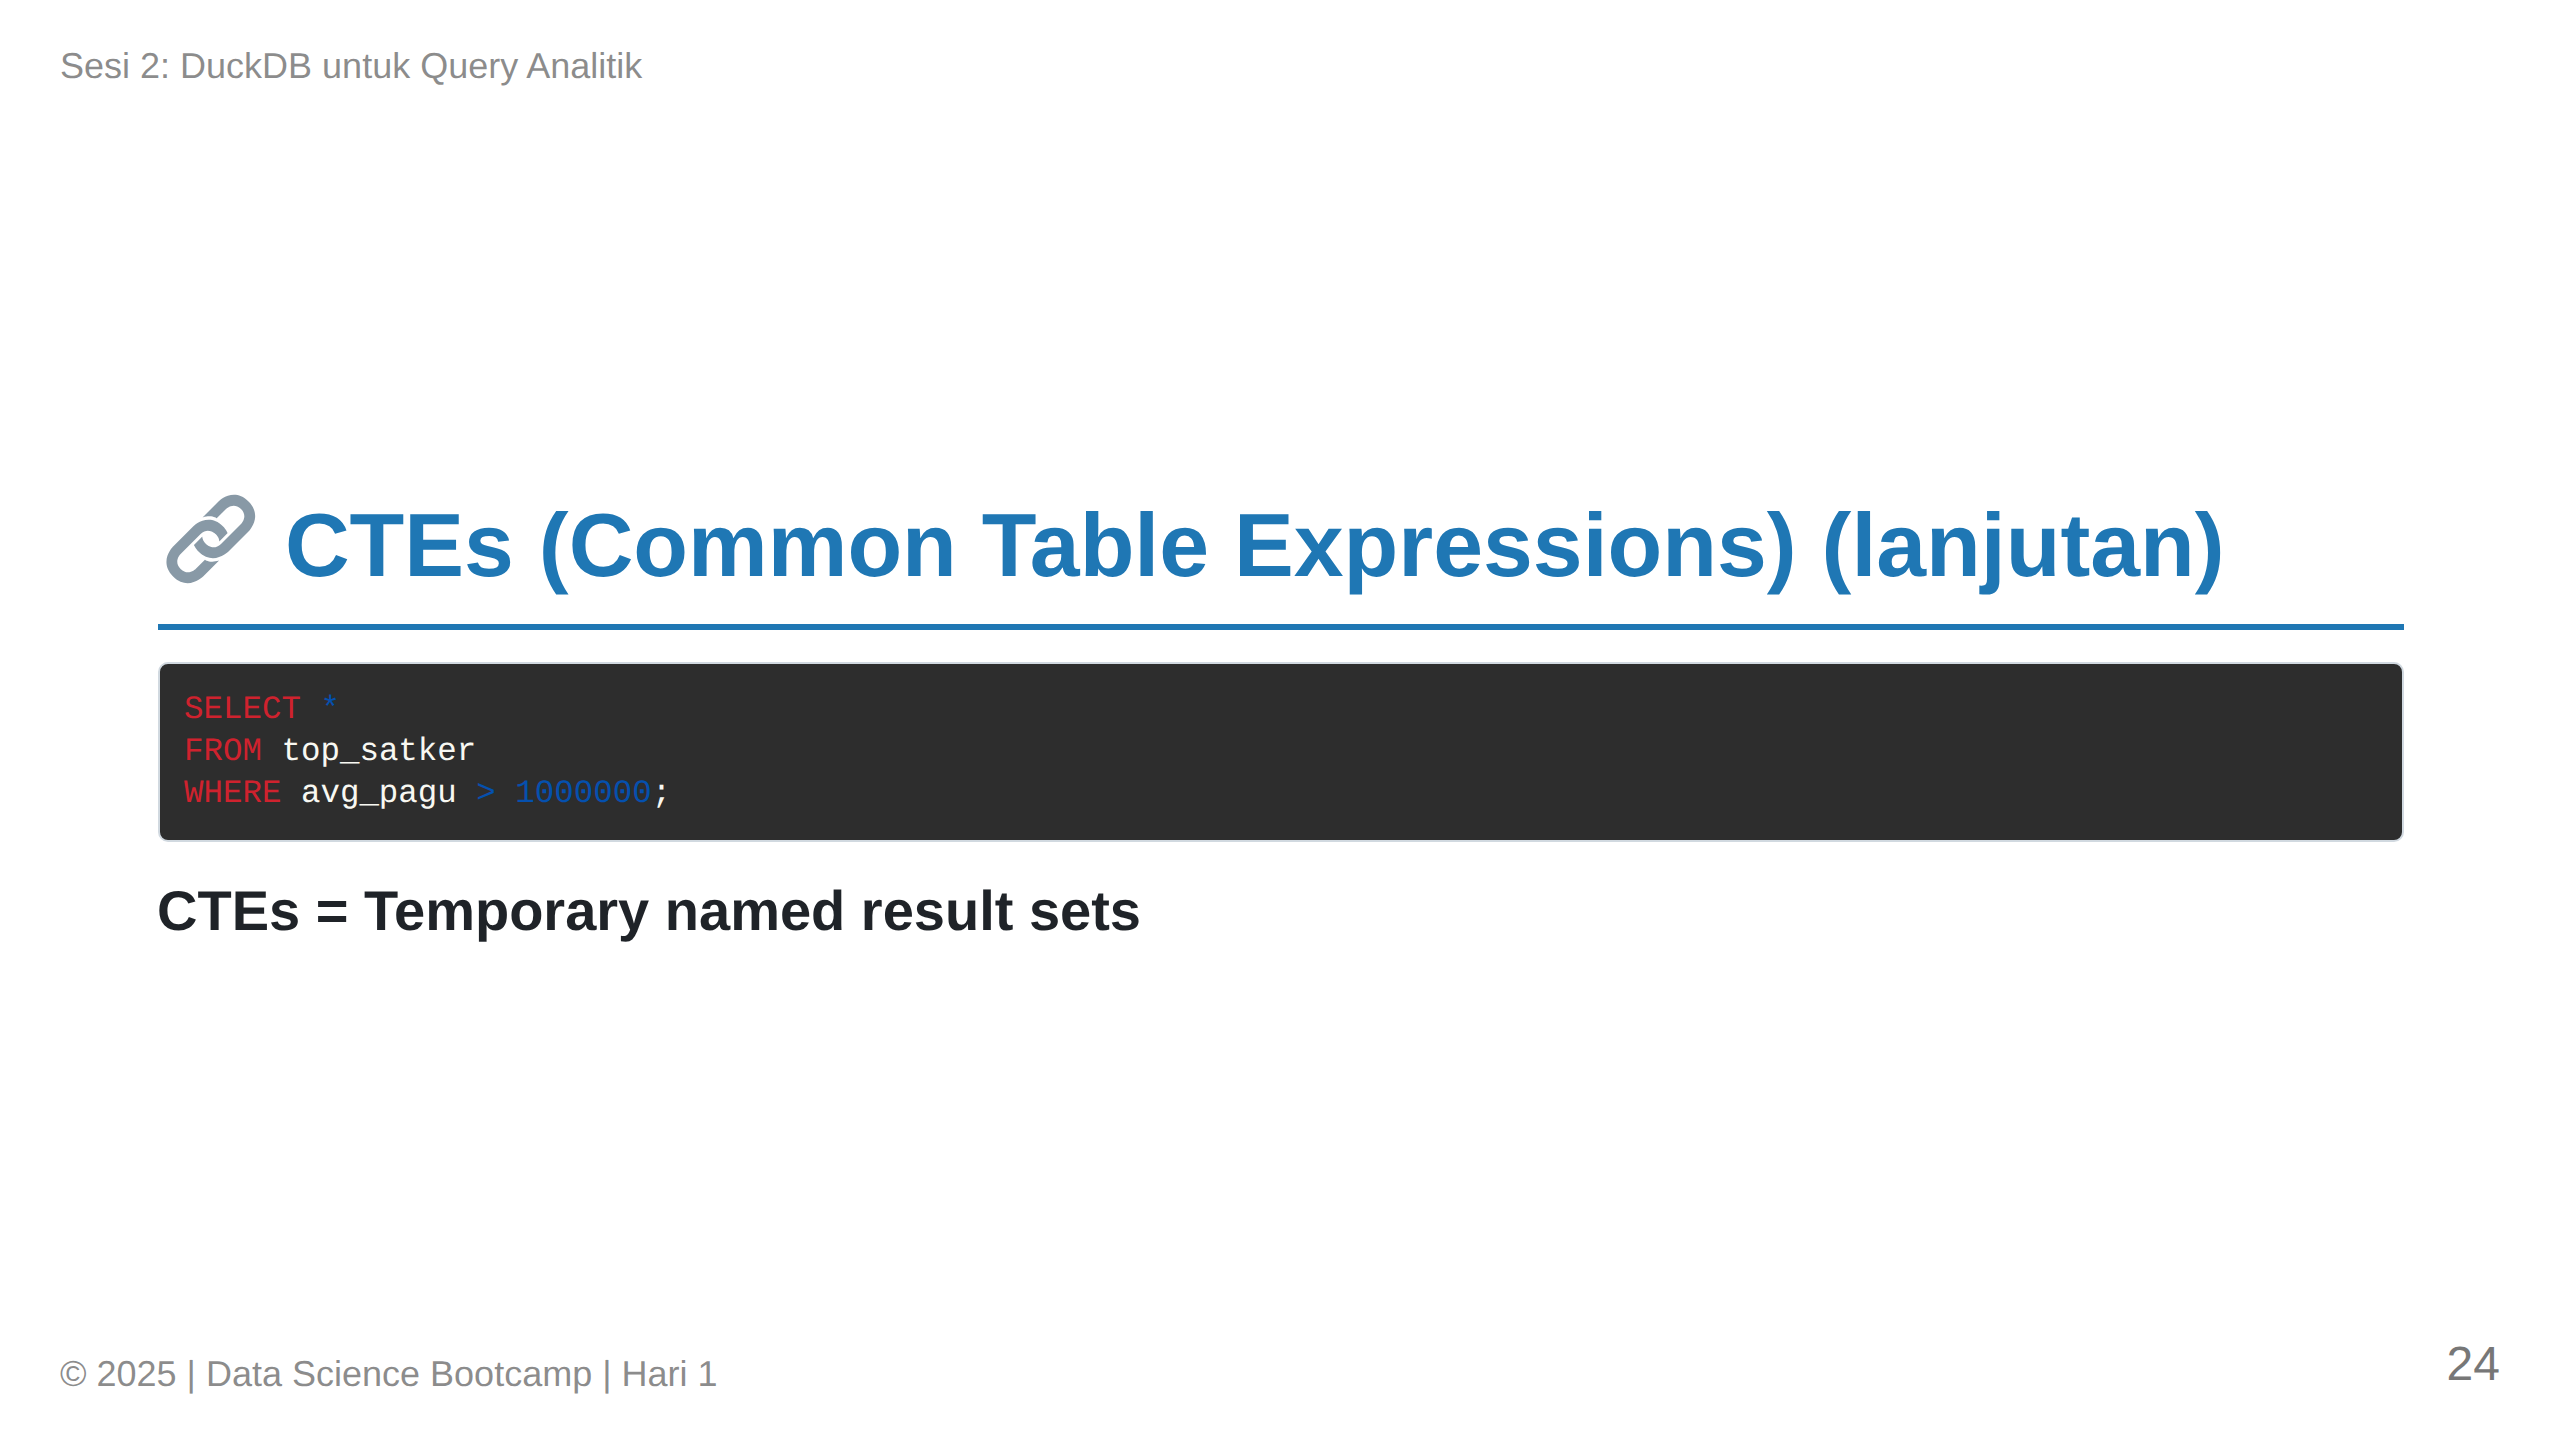 Sesi 2: DuckDB untuk Query Analitik
🔗 CTEs (Common Table Expressions) (lanjutan)
SELECT *
FROM top_satker
WHERE avg_pagu > 1000000;
CTEs = Temporary named result sets
© 2025 | Data Science Bootcamp | Hari 1
24